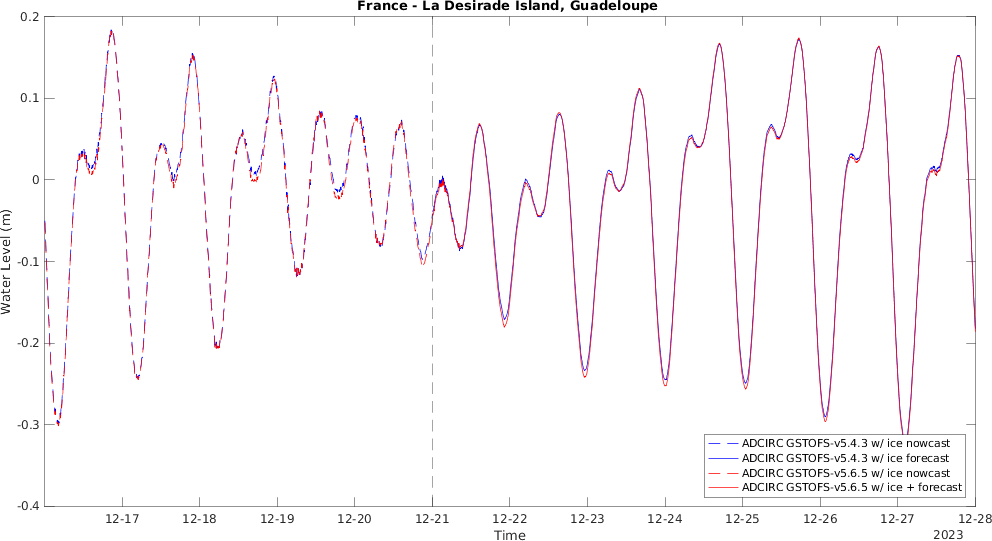 France - La Desirade Island, Guadeloupe
0.2
0.1
0
-0.1
-0.2
-0.3
-0.4
Water Level (m)
ADCIRC GSTOFS-v5.4.3 w/ ice nowcast
ADCIRC GSTOFS-v5.4.3 w/ ice forecast
ADCIRC GSTOFS-v5.6.5 w/ ice nowcast
ADCIRC GSTOFS-v5.6.5 w/ ice + forecast
12-17 12-18 12-19 12-20 12-21 12-22 12-23 12-24 12-25 12-26 12-27 12-28
Time
2023